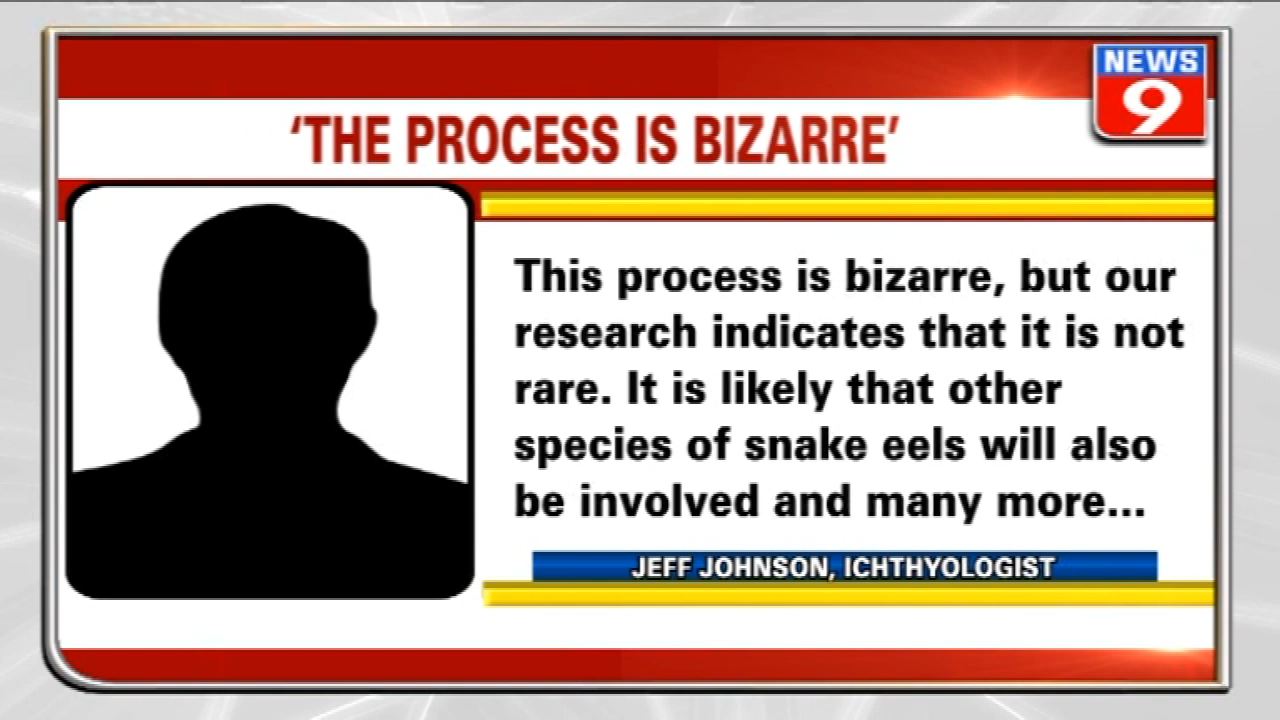 NEWS
9
‘THE PROCESS IS BIZARRE’
This process is bizarre, but our
research indicates that it is not
rare. It is likely that other
species of snake eels will also
be involved and many more...
JEFF JOHNSON, ICHTHYOLOGIST